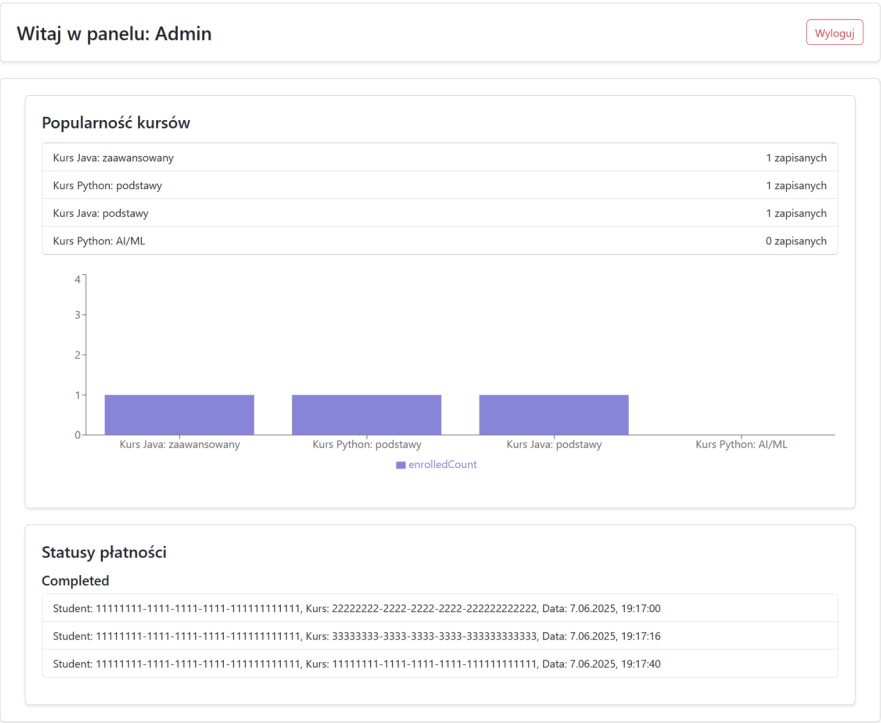 Witaj w panelu: Admin
Wyloguj
Popularność kursów
Kurs Java: zaawansowany 1 zapisanych
Kurs Python: podstawy 1 zapisanych
Kurs Java: podstawy 1 zapisanych
Kurs Python: AI/ML 0 zapisanych
4
3
2
1
0
Kurs Java: zaawansowany Kurs Python: podstawy Kurs Java: podstawy Kurs Python: AI/ML
enrolledCount
Statusy płatności
Completed
Student: 11111111-1111-1111-1111-111111111111, Kurs: 22222222-2222-2222-2222-222222222222, Data: 7.06.2025, 19:17:00
Student: 11111111-1111-1111-1111-111111111111, Kurs: 33333333-3333-3333-3333-333333333333, Data: 7.06.2025, 19:17:16
Student: 11111111-1111-1111-1111-111111111111, Kurs: 11111111-1111-1111-1111-111111111111, Data: 7.06.2025, 19:17:40